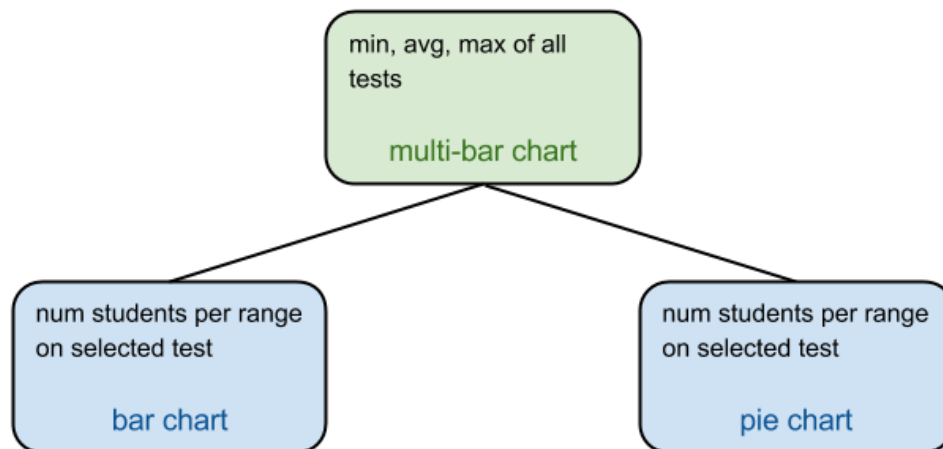 min, avg, max of all
tests
multi-bar chart
num students per range
on selected test
bar chart
num students per range
on selected test
pie chart